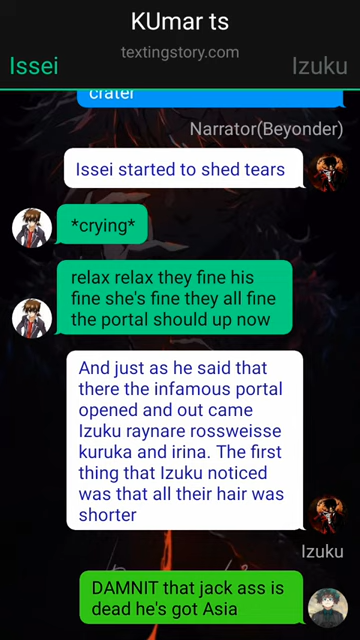 KUmar ts
textingstory.com
Issei
Izuku
crater
Narrator(Beyonder)
Issei started to shed tears
*crying*
relax relax they fine his
fine she's fine they all fine
the portal should up now
And just as he said that
there the infamous portal
opened and out came
Izuku raynare rossweisse
kuruka and irina. The first
thing that Izuku noticed
was that all their hair was
shorter
Izuku
DAMNIT that jack ass is
dead he's got Asia